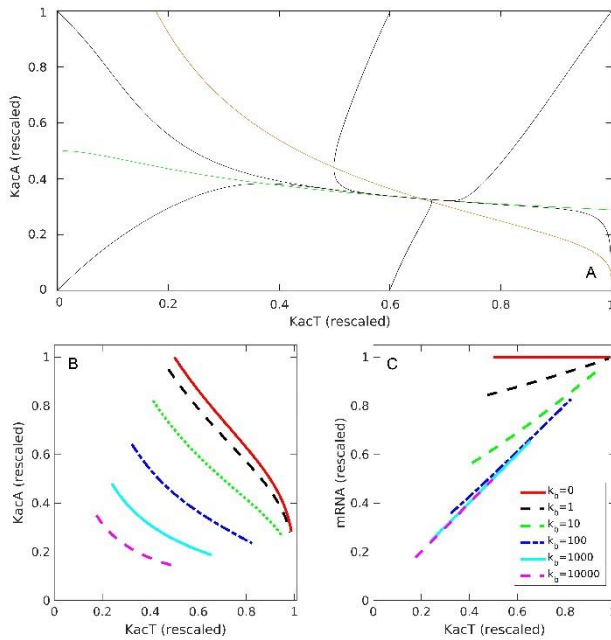 1
0.8
0.6
0.4
0.2
0
KacA (rescaled)
A
0 0.2 0.4 0.6 0.8 1
KacT (rescaled)
B
1
0.8
0.6
0.4
0.2
0
KacA (rescaled)
0 0.2 0.4 0.6 0.8 1
KacT (rescaled)
C
1
0.8
0.6
0.4
0.2
0
mRNA (rescaled)
k_b=0
k_b=1
k_b=10
k_b=100
k_b=1000
k_b=10000
0 0.2 0.4 0.6 0.8 1
KacT (rescaled)